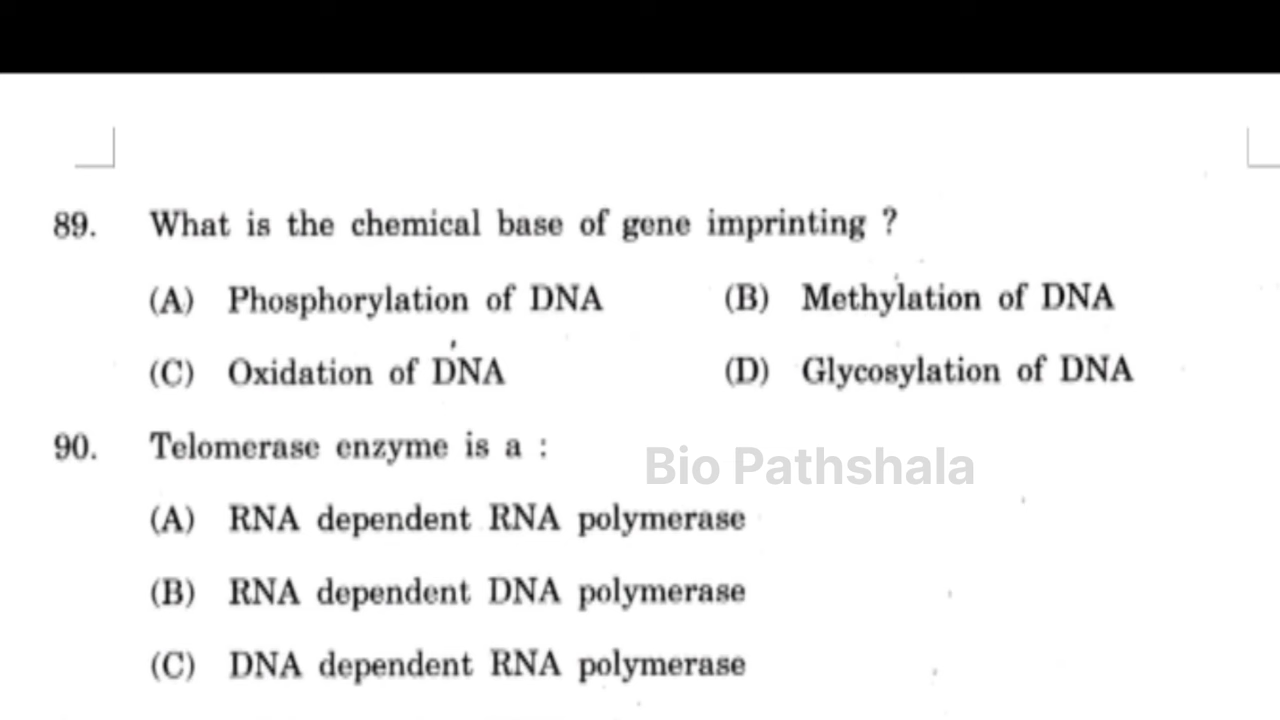 89. What is the chemical base of gene imprinting ?
(A) Phosphorylation of DNA (B) Methylation of DNA
(C) Oxidation of DNA (D) Glycosylation of DNA
90. Telomerase enzyme is a :
Bio Pathshala
(A) RNA dependent RNA polymerase
(B) RNA dependent DNA polymerase
(C) DNA dependent RNA polymerase